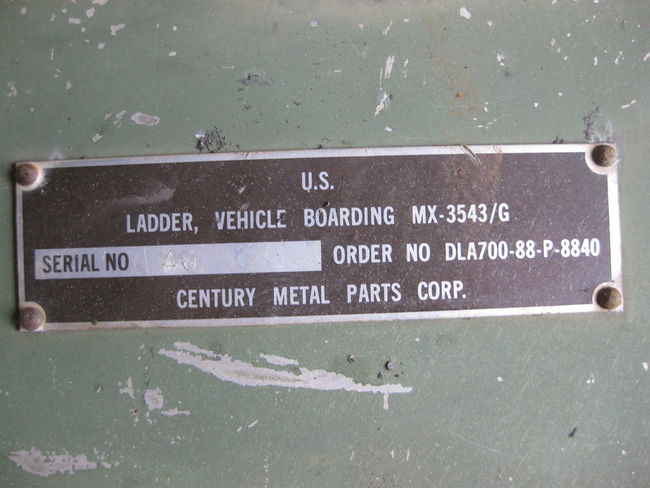 U.S.
LADDER, VEHICLE BOARDING MX-3543/G
SERIAL NO ORDER NO DLA700-88-P-8840
CENTURY METAL PARTS CORP.